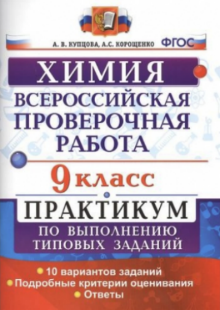 А. В. КУПЦОВА, А.С. КОРОЩЕНКО
ФГОС
ХИМИЯ
ВСЕРОССИЙСКАЯ
ПРОВЕРОЧНАЯ
РАБОТА
9 класс
ПРАКТИКУМ
ПО ВЫПОЛНЕНИЮ
ТИПОВЫХ ЗАДАНИЙ
• 10 вариантов заданий
• Подробные критерии оценивания
• Ответы